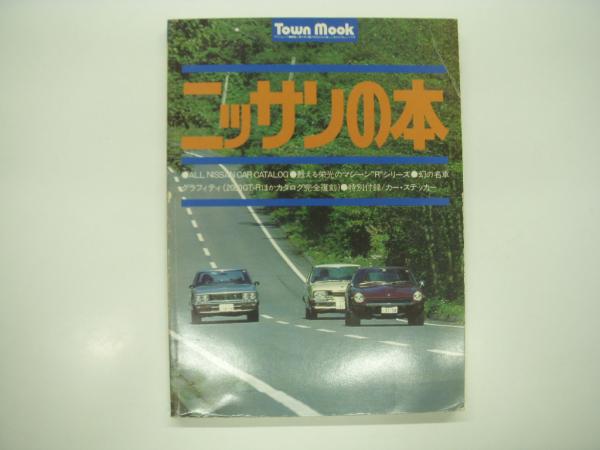 Town Mook
ニッサンの本
●ALL NISSAN CAR CATALOG●甦える栄光のマシーン"R"シリーズ●幻の名車
グラフィティ(2000GT-Rほかカタログ完全復刻)●特別付録/カー・ステッカー